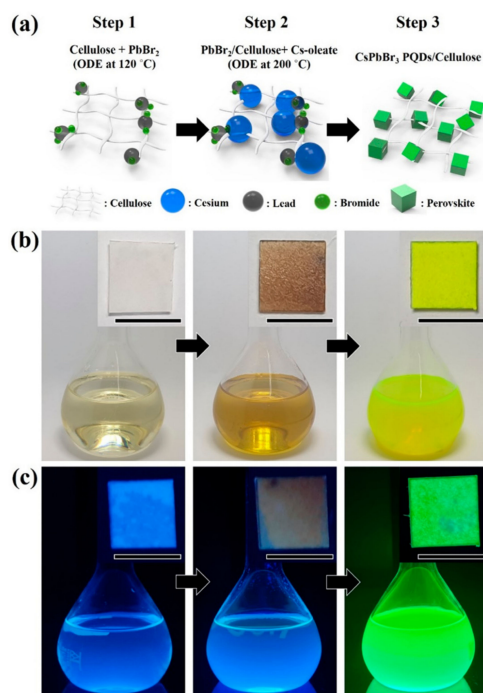 (a)
Step 1
Step 2
Step 3
Cellulose + PbBr₂
(ODE at 120 °C)
PbBr₂/Cellulose+ Cs-oleate
(ODE at 200 °C)
CsPbBr₃ PQDs/Cellulose
: Cellulose
: Cesium
: Lead
: Bromide
: Perovskite
(b)
(c)